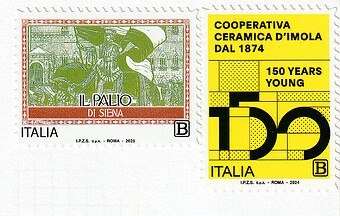 IL PALIO
DI SIENA
ITALIA B
I.P.Z.S. S.p.A. - ROMA - 2023
COOPERATIVA
CERAMICA D'IMOLA
DAL 1874
150 YEARS
YOUNG
150
ITALIA B
I.P.Z.S. S.p.A. - ROMA - 2024